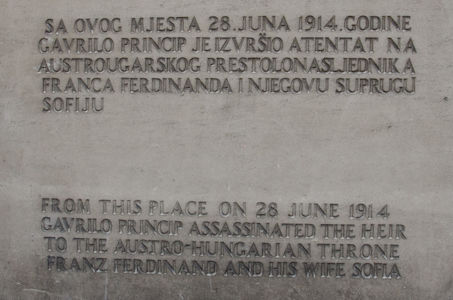 SA OVOG MJESTA 28. JUNA 1914. GODINE
GAVRILO PRINCIP JE IZVRŠIO ATENTAT NA
AUSTROUGARSKOG PRESTOLONASLJEDNIKA
FRANCA FERDINANDA I NJEGOVU SUPRUGU
SOFIJU
FROM THIS PLACE ON 28 JUNE 1914
GAVRILO PRINCIP ASSASSINATED THE HEIR
TO THE AUSTRO-HUNGARIAN THRONE
FRANZ FERDINAND AND HIS WIFE SOFIA